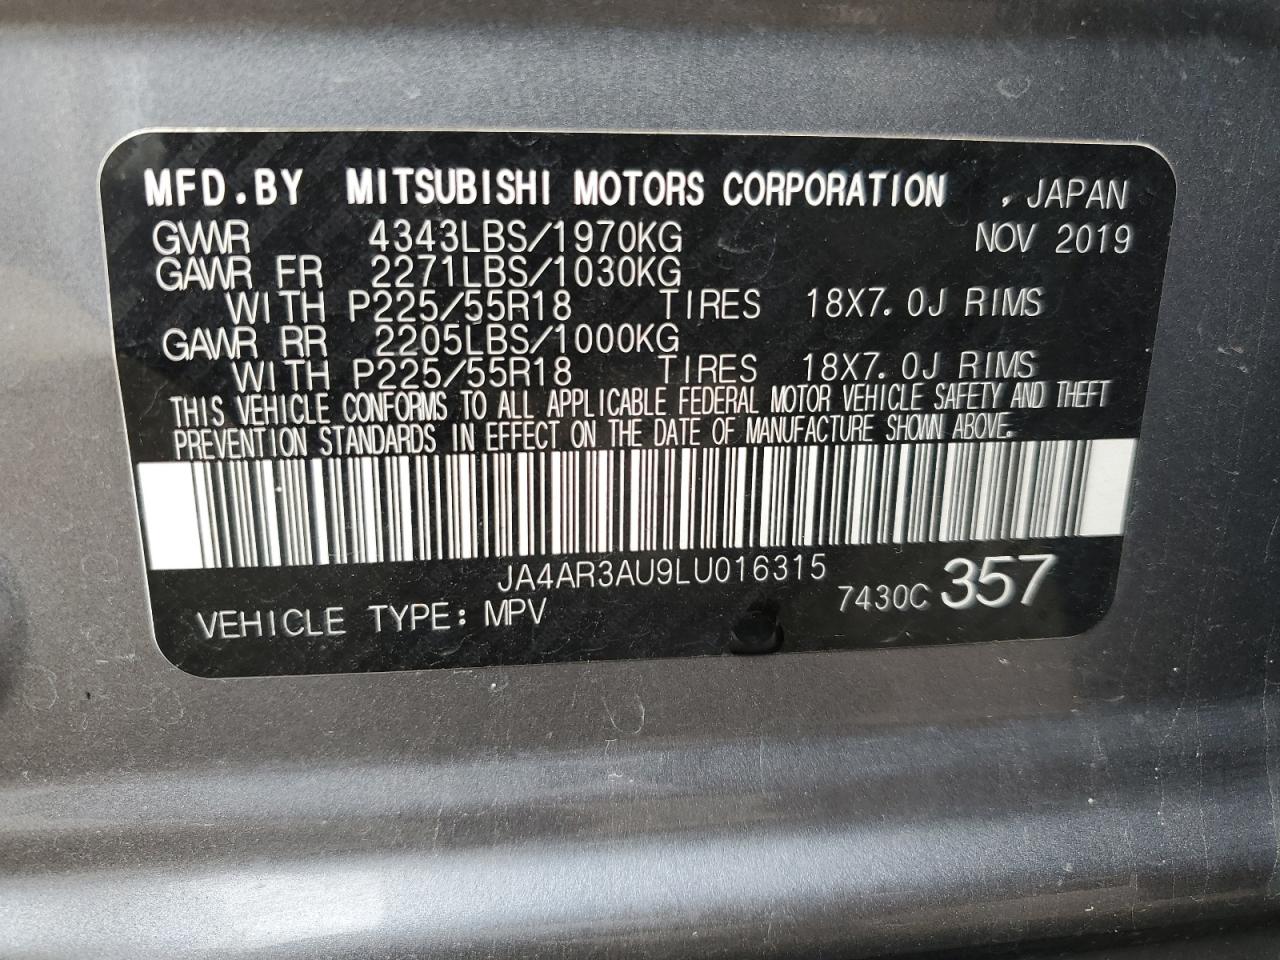 MFD.BY MITSUBISHI MOTORS CORPORATION , JAPAN
GVWR 4343LBS/1970KG NOV 2019
GAWR FR 2271LBS/1030KG
WITH P225/55R18 TIRES 18X7.0J RIMS
GAWR RR 2205LBS/1000KG
WITH P225/55R18 TIRES 18X7.0J RIMS
THIS VEHICLE CONFORMS TO ALL APPLICABLE FEDERAL MOTOR VEHICLE SAFETY AND THEFT
PREVENTION STANDARDS IN EFFECT ON THE DATE OF MANUFACTURE SHOWN ABOVE.
JA4AR3AU9LU016315
VEHICLE TYPE: MPV 7430C 357